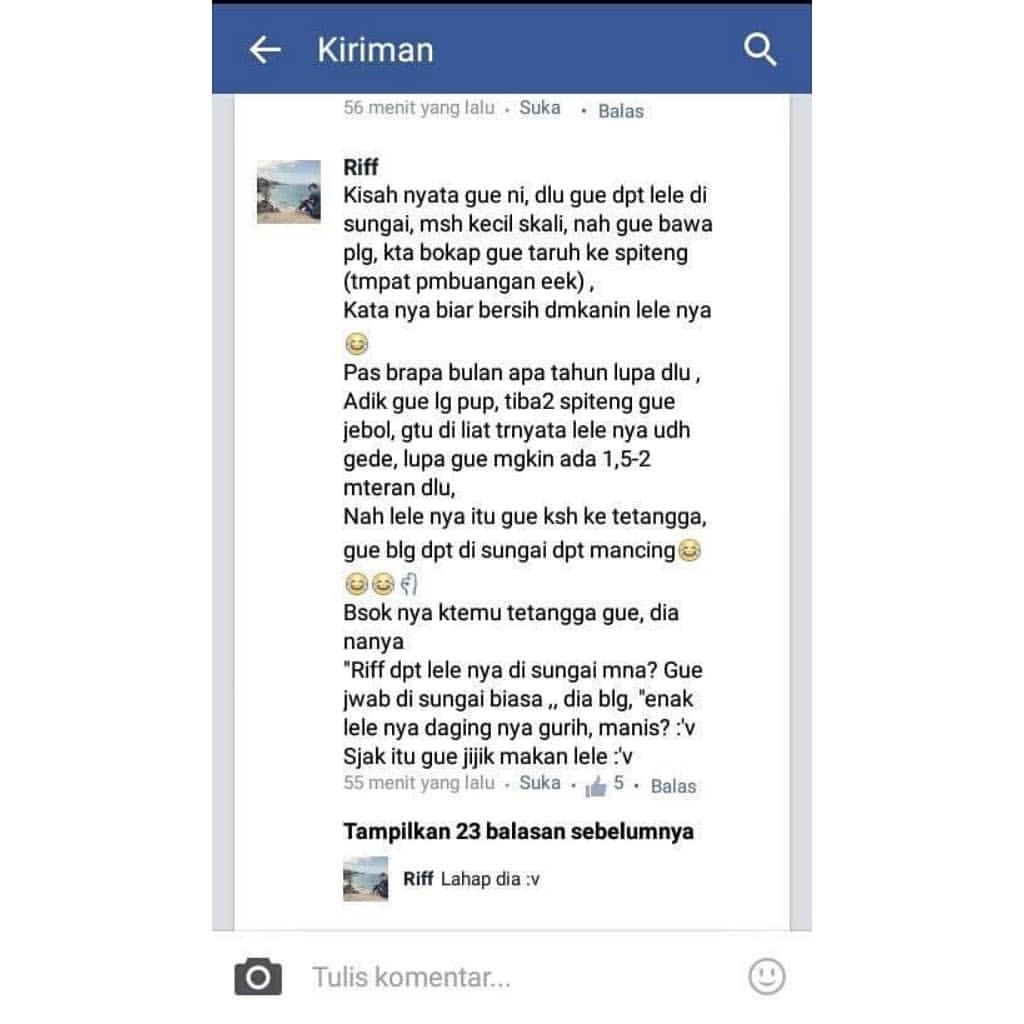 Kiriman
56 menit yang lalu · Suka · Balas
Riff
Kisah nyata gue ni, dlu gue dpt lele di
sungai, msh kecil skali, nah gue bawa
plg, kta bokap gue taruh ke spiteng
(tmpat pmbuangan eek) ,
Kata nya biar bersih dmkanin lele nya
😂
Pas brapa bulan apa tahun lupa dlu ,
Adik gue lg pup, tiba2 spiteng gue
jebol, gtu di liat trnyata lele nya udh
gede, lupa gue mgkin ada 1,5-2
mteran dlu,
Nah lele nya itu gue ksh ke tetangga,
gue blg dpt di sungai dpt mancing😂
😂😂✌
Bsok nya ktemu tetangga gue, dia
nanya
"Riff dpt lele nya di sungai mna? Gue
jwab di sungai biasa ,, dia blg, "enak
lele nya daging nya gurih, manis? :'v
Sjak itu gue jijik makan lele :'v
55 menit yang lalu · Suka · 5 · Balas
Tampilkan 23 balasan sebelumnya
Riff Lahap dia :v
Tulis komentar...